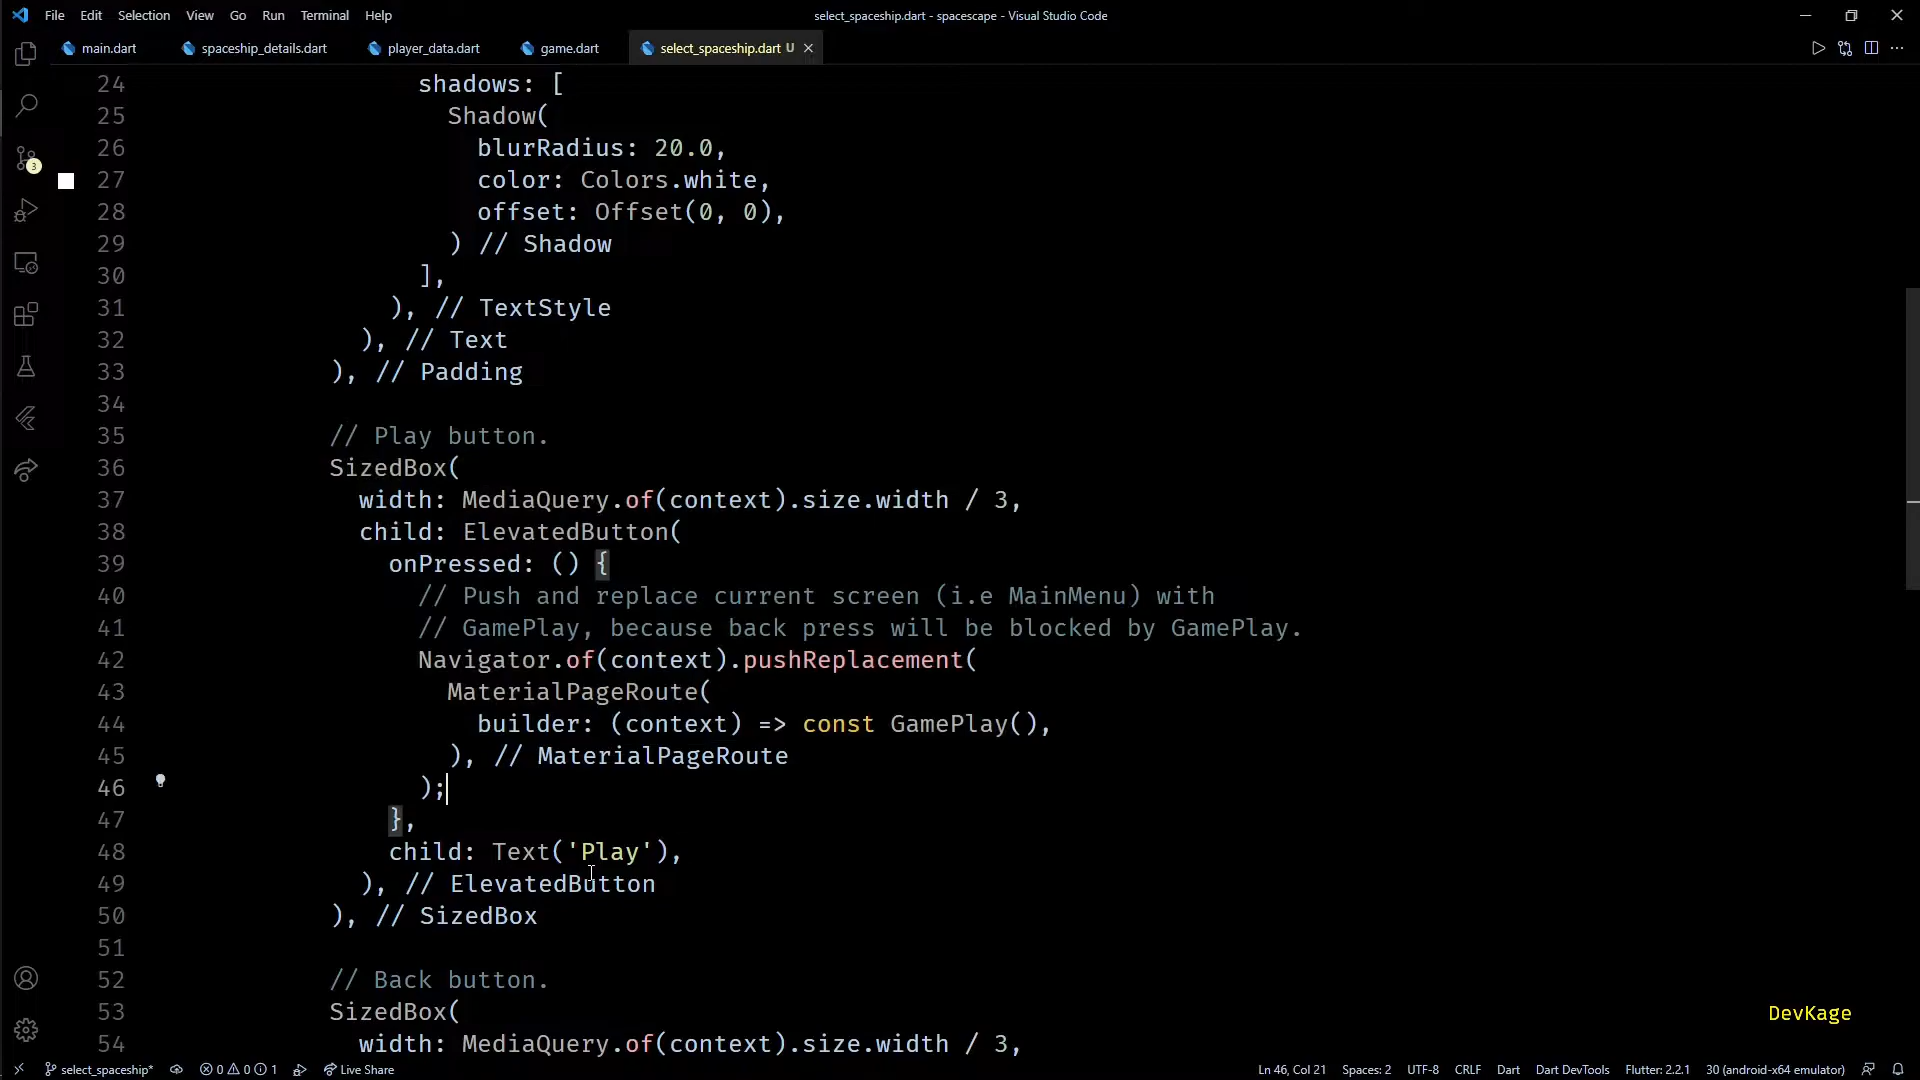 File Edit Selection View Go Run Terminal Help
select_spaceship.dart - spacescape - Visual Studio Code
main.dart spaceship_details.dart player_data.dart game.dart select_spaceship.dart U
24 shadows: [
25 Shadow(
26 blurRadius: 20.0,
27 color: Colors.white,
28 offset: Offset(0, 0),
29 ) // Shadow
30 ],
31 ), // TextStyle
32 ), // Text
33 ), // Padding
34
35 // Play button.
36 SizedBox(
37 width: MediaQuery.of(context).size.width / 3,
38 child: ElevatedButton(
39 onPressed: () {
40 // Push and replace current screen (i.e MainMenu) with
41 // GamePlay, because back press will be blocked by GamePlay.
42 Navigator.of(context).pushReplacement(
43 MaterialPageRoute(
44 builder: (context) => const GamePlay(),
45 ), // MaterialPageRoute
46 );
47 },
48 child: Text('Play'),
49 ), // ElevatedButton
50 ), // SizedBox
51
52 // Back button.
53 SizedBox(
54 width: MediaQuery.of(context).size.width / 3,
3
DevKage
select_spaceship* 0 0 1 Live Share Ln 46, Col 21 Spaces: 2 UTF-8 CRLF Dart Dart DevTools Flutter: 2.2.1 30 (android-x64 emulator)